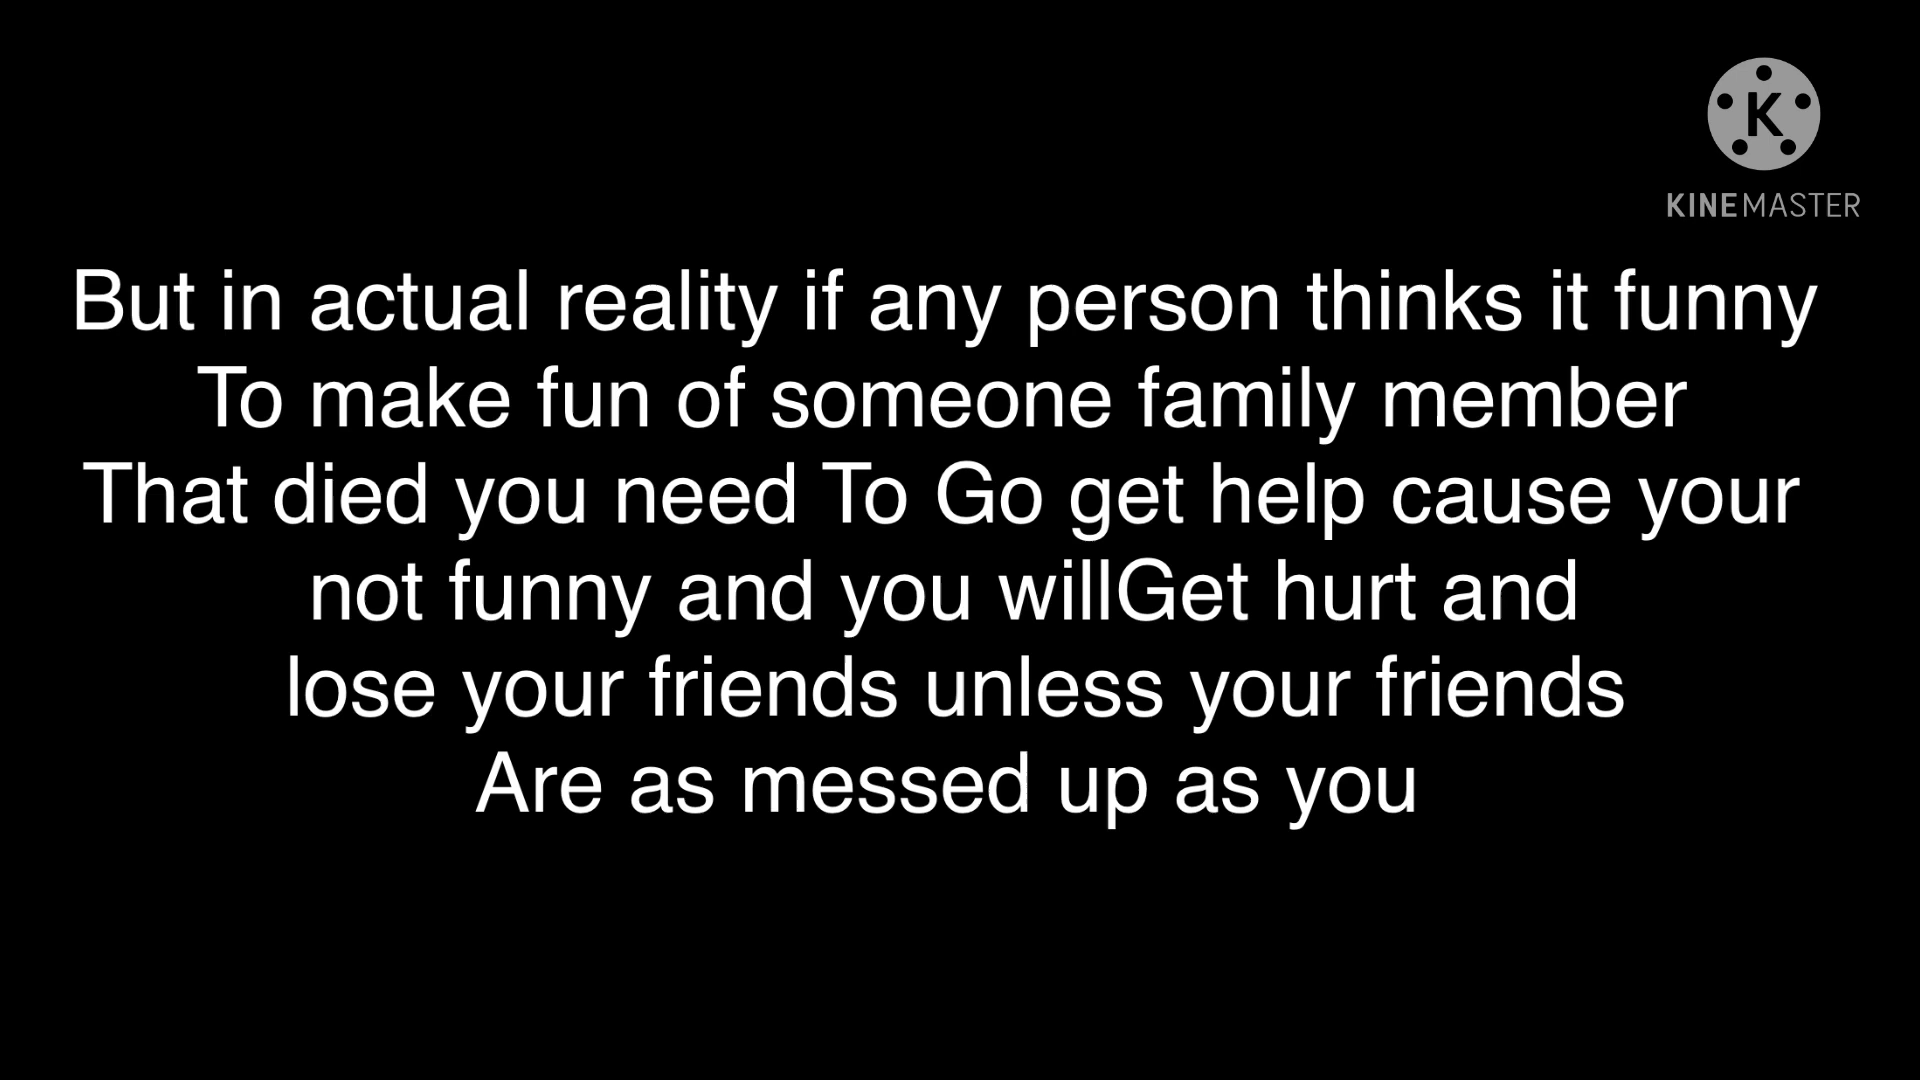 K
KINEMASTER
But in actual reality if any person thinks it funny
To make fun of someone family member
That died you need To Go get help cause your
not funny and you willGet hurt and
lose your friends unless your friends
Are as messed up as you